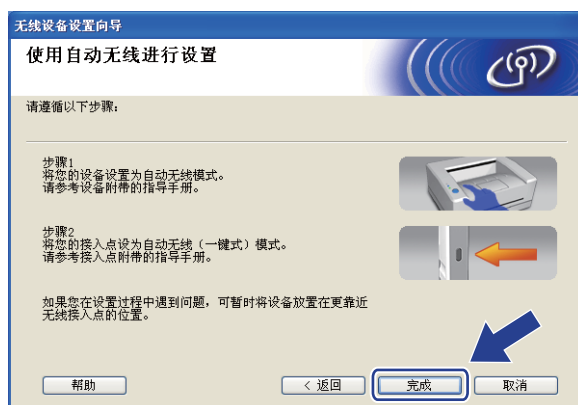 无线设备设置向导
使用自动无线进行设置
请遵循以下步骤:
步骤1
将您的设备设置为自动无线模式。
请参考设备附带的指导手册。
步骤2
将您的接入点设为自动无线（一键式）模式。
请参考接入点附带的指导手册。
如果您在设置过程中遇到问题，可暂时将设备放置在更靠近
无线接入点的位置。
帮助 < 返回 完成 取消